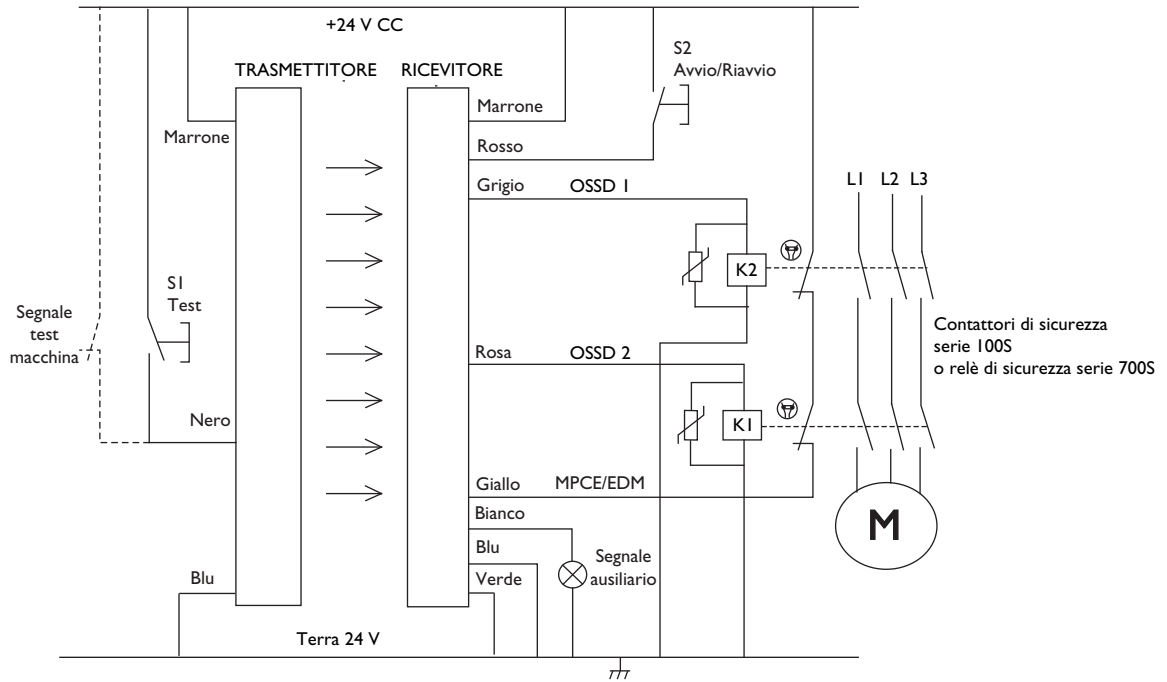 +24 V CC
S2
Avvio/Riavvio
TRASMETTITORE
RICEVITORE
Marrone
Marrone
Rosso
Grigio
OSSD 1
L1
L2
L3
K2
S1
Test
Segnale
test
macchina
Contattori di sicurezza
serie 100S
o relè di sicurezza serie 700S
Rosa
OSSD 2
Nero
K1
Giallo
MPCE/EDM
Bianco
M
Blu
Segnale
ausiliario
Blu
Verde
Terra 24 V